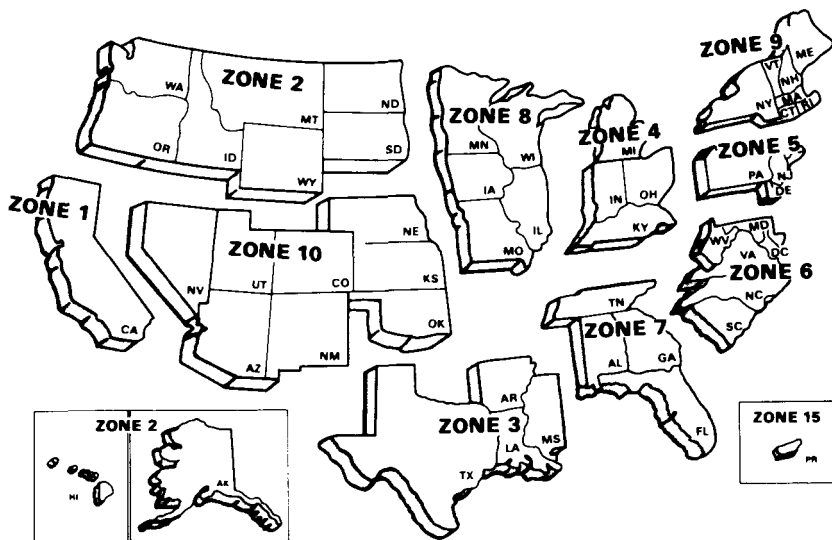 ZONE 2
WA
MT
ND
OR
ID
WY
SD
ZONE 8
MN
WI
IA
IL
MO
ZONE 4
MI
IN
OH
KY
ZONE 9
VT
ME
NH
NY
MA
CT
RI
ZONE 5
PA
NJ
DE
ZONE 1
CA
ZONE 10
NE
NV
UT
CO
KS
AZ
NM
OK
ZONE 6
WV
MD
DC
VA
NC
SC
ZONE 7
TN
AL
GA
FL
ZONE 3
AR
LA
MS
TX
ZONE 2
HI
AK
ZONE 15
PR